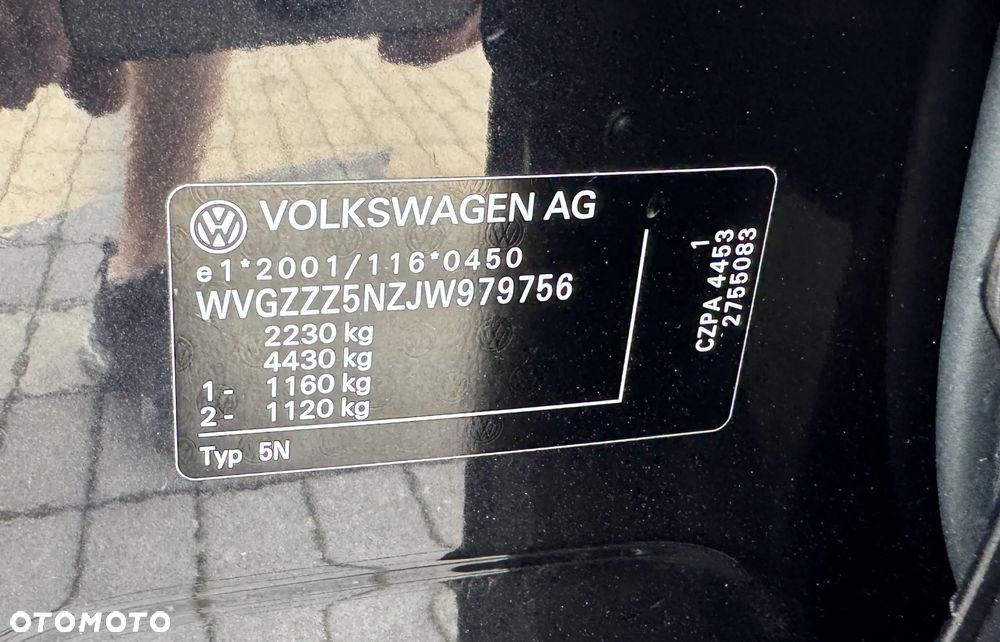 VOLKSWAGEN AG
e1*2001/116*0450
WVGZZZ5NZJW979756
2230 kg
4430 kg
1 - 1160 kg
2 - 1120 kg
Typ 5N
1
CZPA 4453
2755083
OTOMOTO